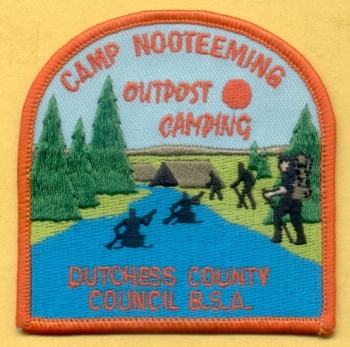 CAMP NOOTEEMING
OUTPOST
CAMPING
DUTCHESS COUNTY
COUNCIL B.S.A.